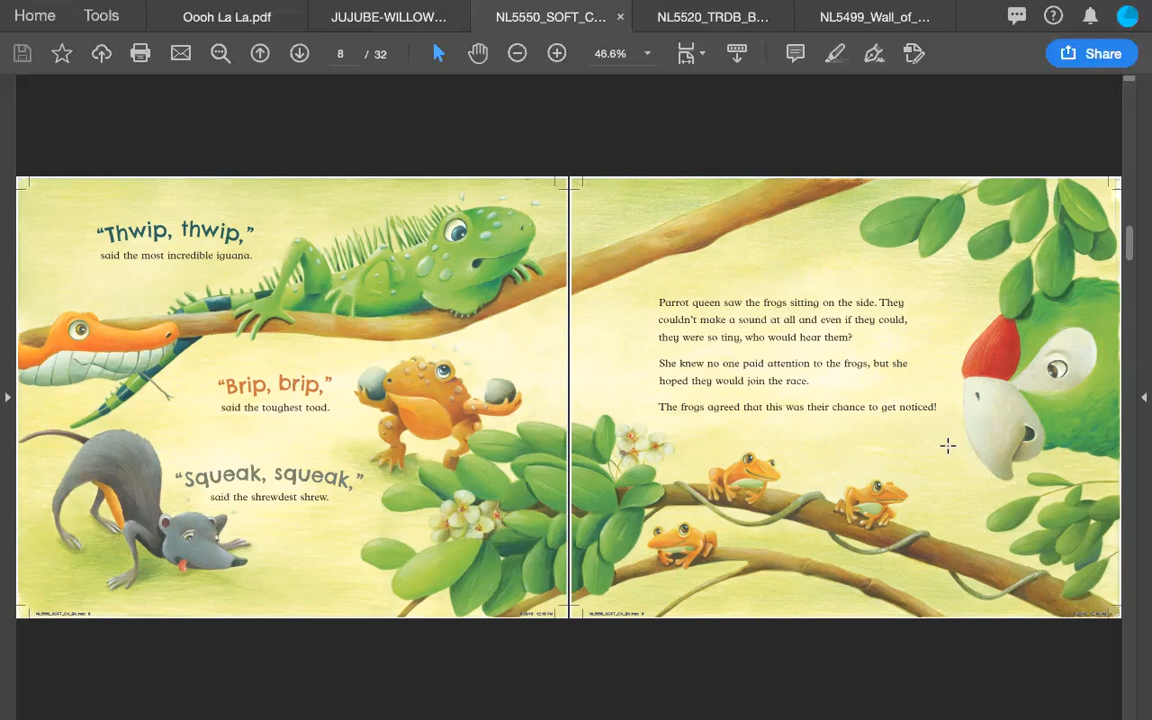 Home
Tools
Oooh La La.pdf
JUJUBE-WILLOW...
NL5550_SOFT_C...
NL5520_TRDB_B...
NL5499_Wall_of_...
8 / 32
46.6%
Share
“Thwip, thwip,”
said the most incredible iguana.
“Brip, brip,”
said the toughest toad.
“Squeak, squeak,”
said the shrewdest shrew.
Parrot queen saw the frogs sitting on the side. They
couldn’t make a sound at all and even if they could,
they were so tiny, who would hear them?
She knew no one paid attention to the frogs, but she
hoped they would join the race.
The frogs agreed that this was their chance to get noticed!